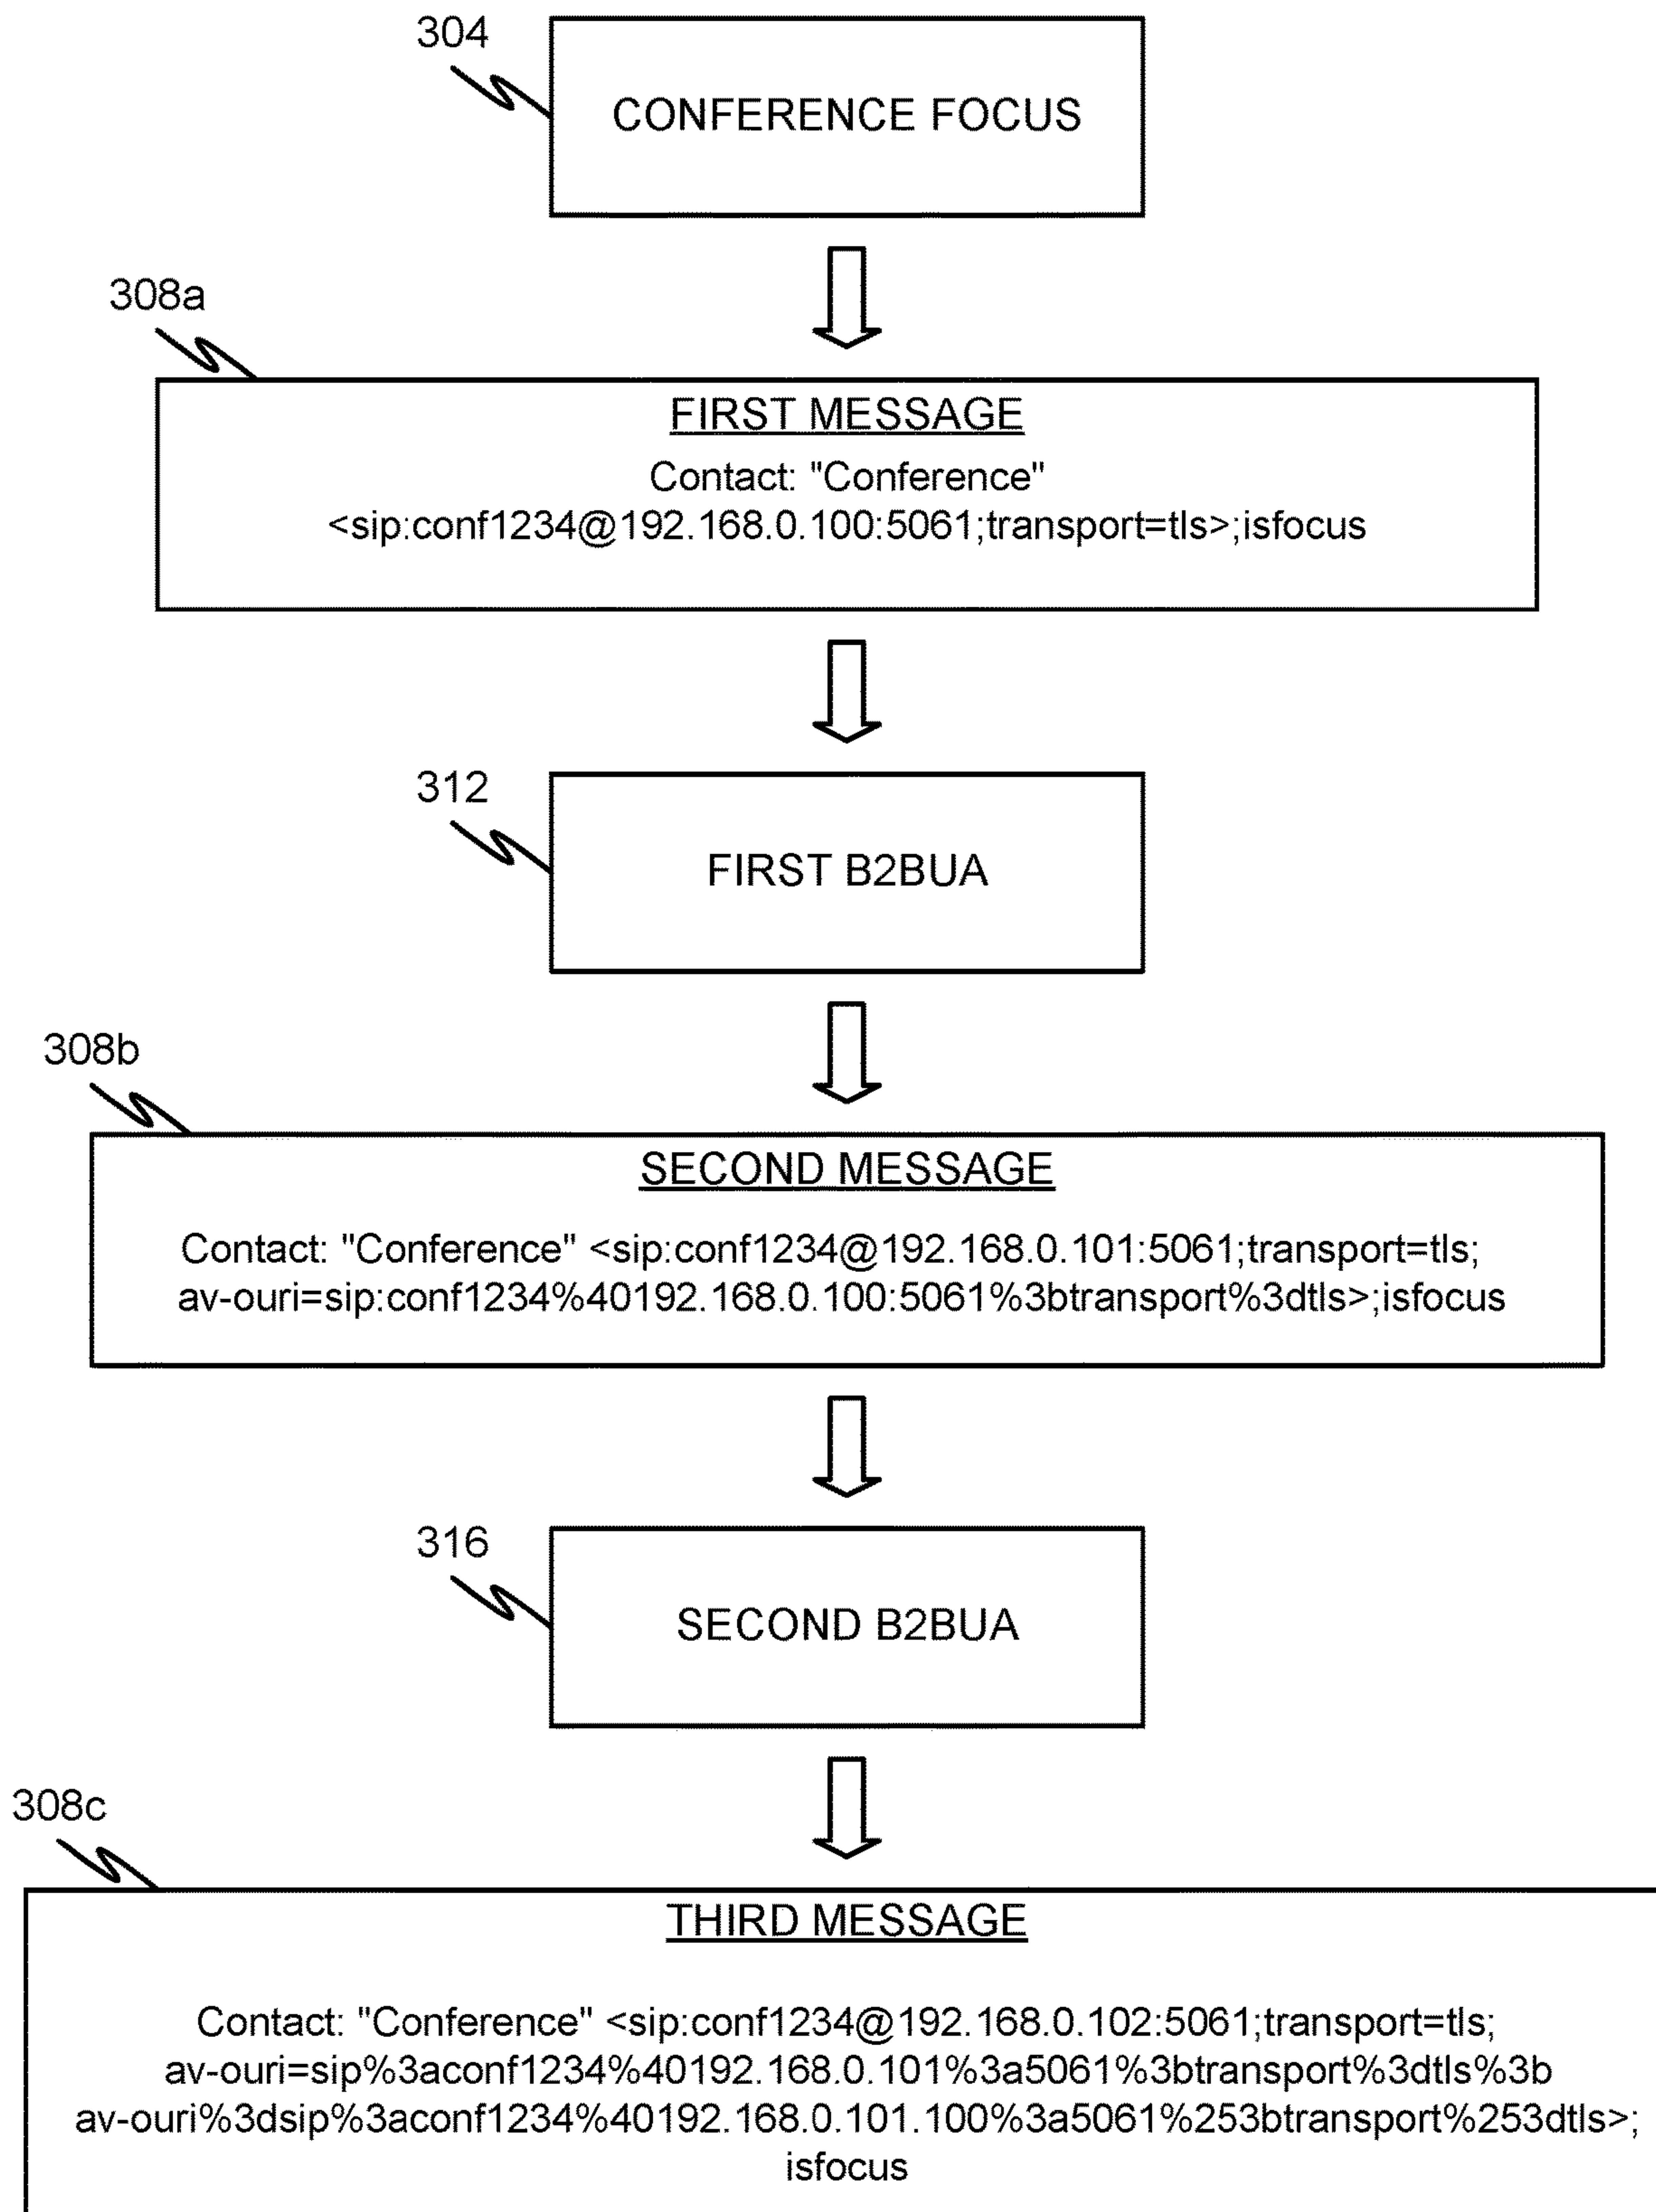 304
CONFERENCE FOCUS
308a
FIRST MESSAGE
Contact: "Conference"
<sip:conf1234@192.168.0.100:5061;transport=tls>;isfocus
312
FIRST B2BUA
308b
SECOND MESSAGE
Contact: "Conference" <sip:conf1234@192.168.0.101:5061;transport=tls;
av-ouri=sip:conf1234%40192.168.0.100:5061%3btransport%3dtls>;isfocus
316
SECOND B2BUA
308c
THIRD MESSAGE
Contact: "Conference" <sip:conf1234@192.168.0.102:5061;transport=tls;
av-ouri=sip%3aconf1234%40192.168.0.101%3a5061%3btransport%3dtls%3b
av-ouri%3dsip%3aconf1234%40192.168.0.101.100%3a5061%253btransport%253dtls>;
isfocus